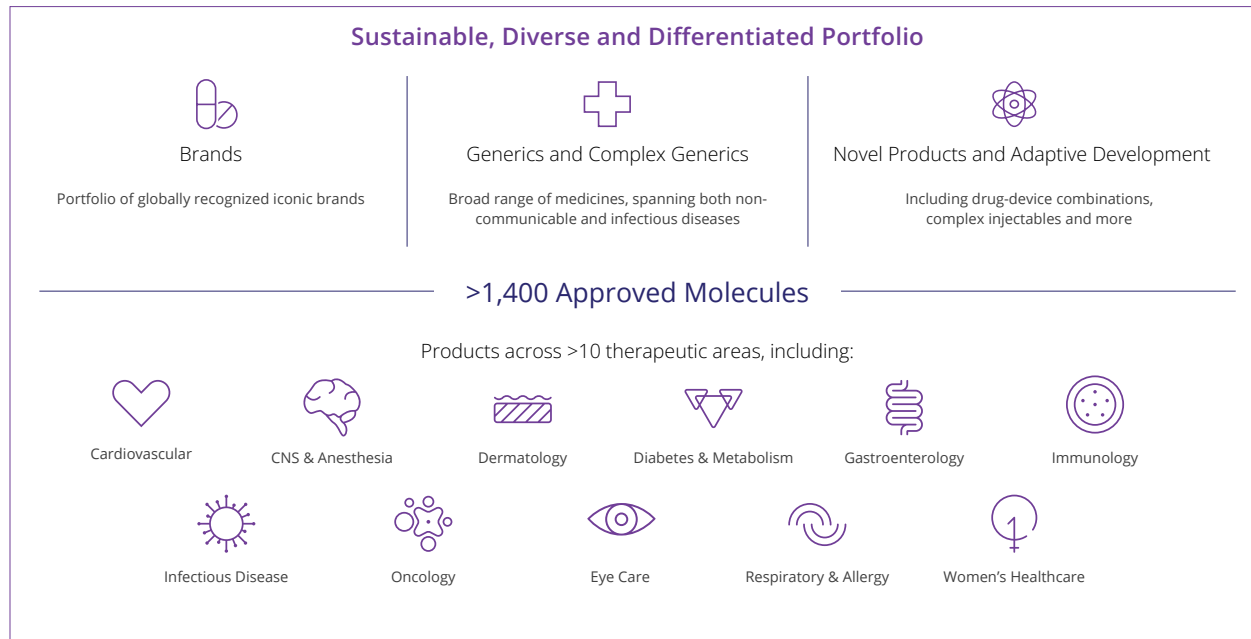 Sustainable, Diverse and Differentiated Portfolio
Brands
Portfolio of globally recognized iconic brands
Generics and Complex Generics
Broad range of medicines, spanning both non-
communicable and infectious diseases
Novel Products and Adaptive Development
Including drug-device combinations,
complex injectables and more
>1,400 Approved Molecules
Products across >10 therapeutic areas, including:
Cardiovascular
CNS & Anesthesia
Dermatology
Diabetes & Metabolism
Gastroenterology
Immunology
Infectious Disease
Oncology
Eye Care
Respiratory & Allergy
Women’s Healthcare